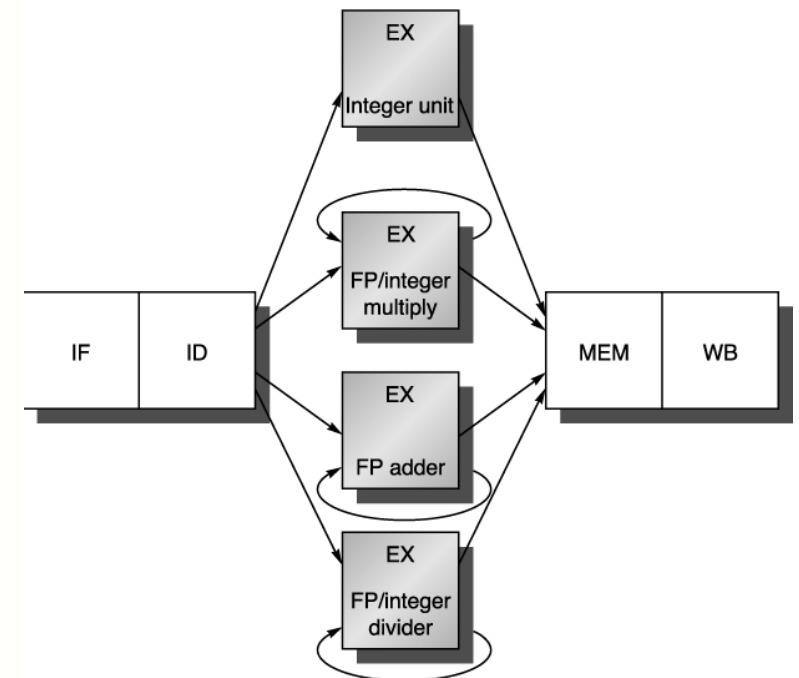 EX
Integer unit
EX
FP/integer
multiply
IF
ID
MEM
WB
EX
FP adder
EX
FP/integer
divider